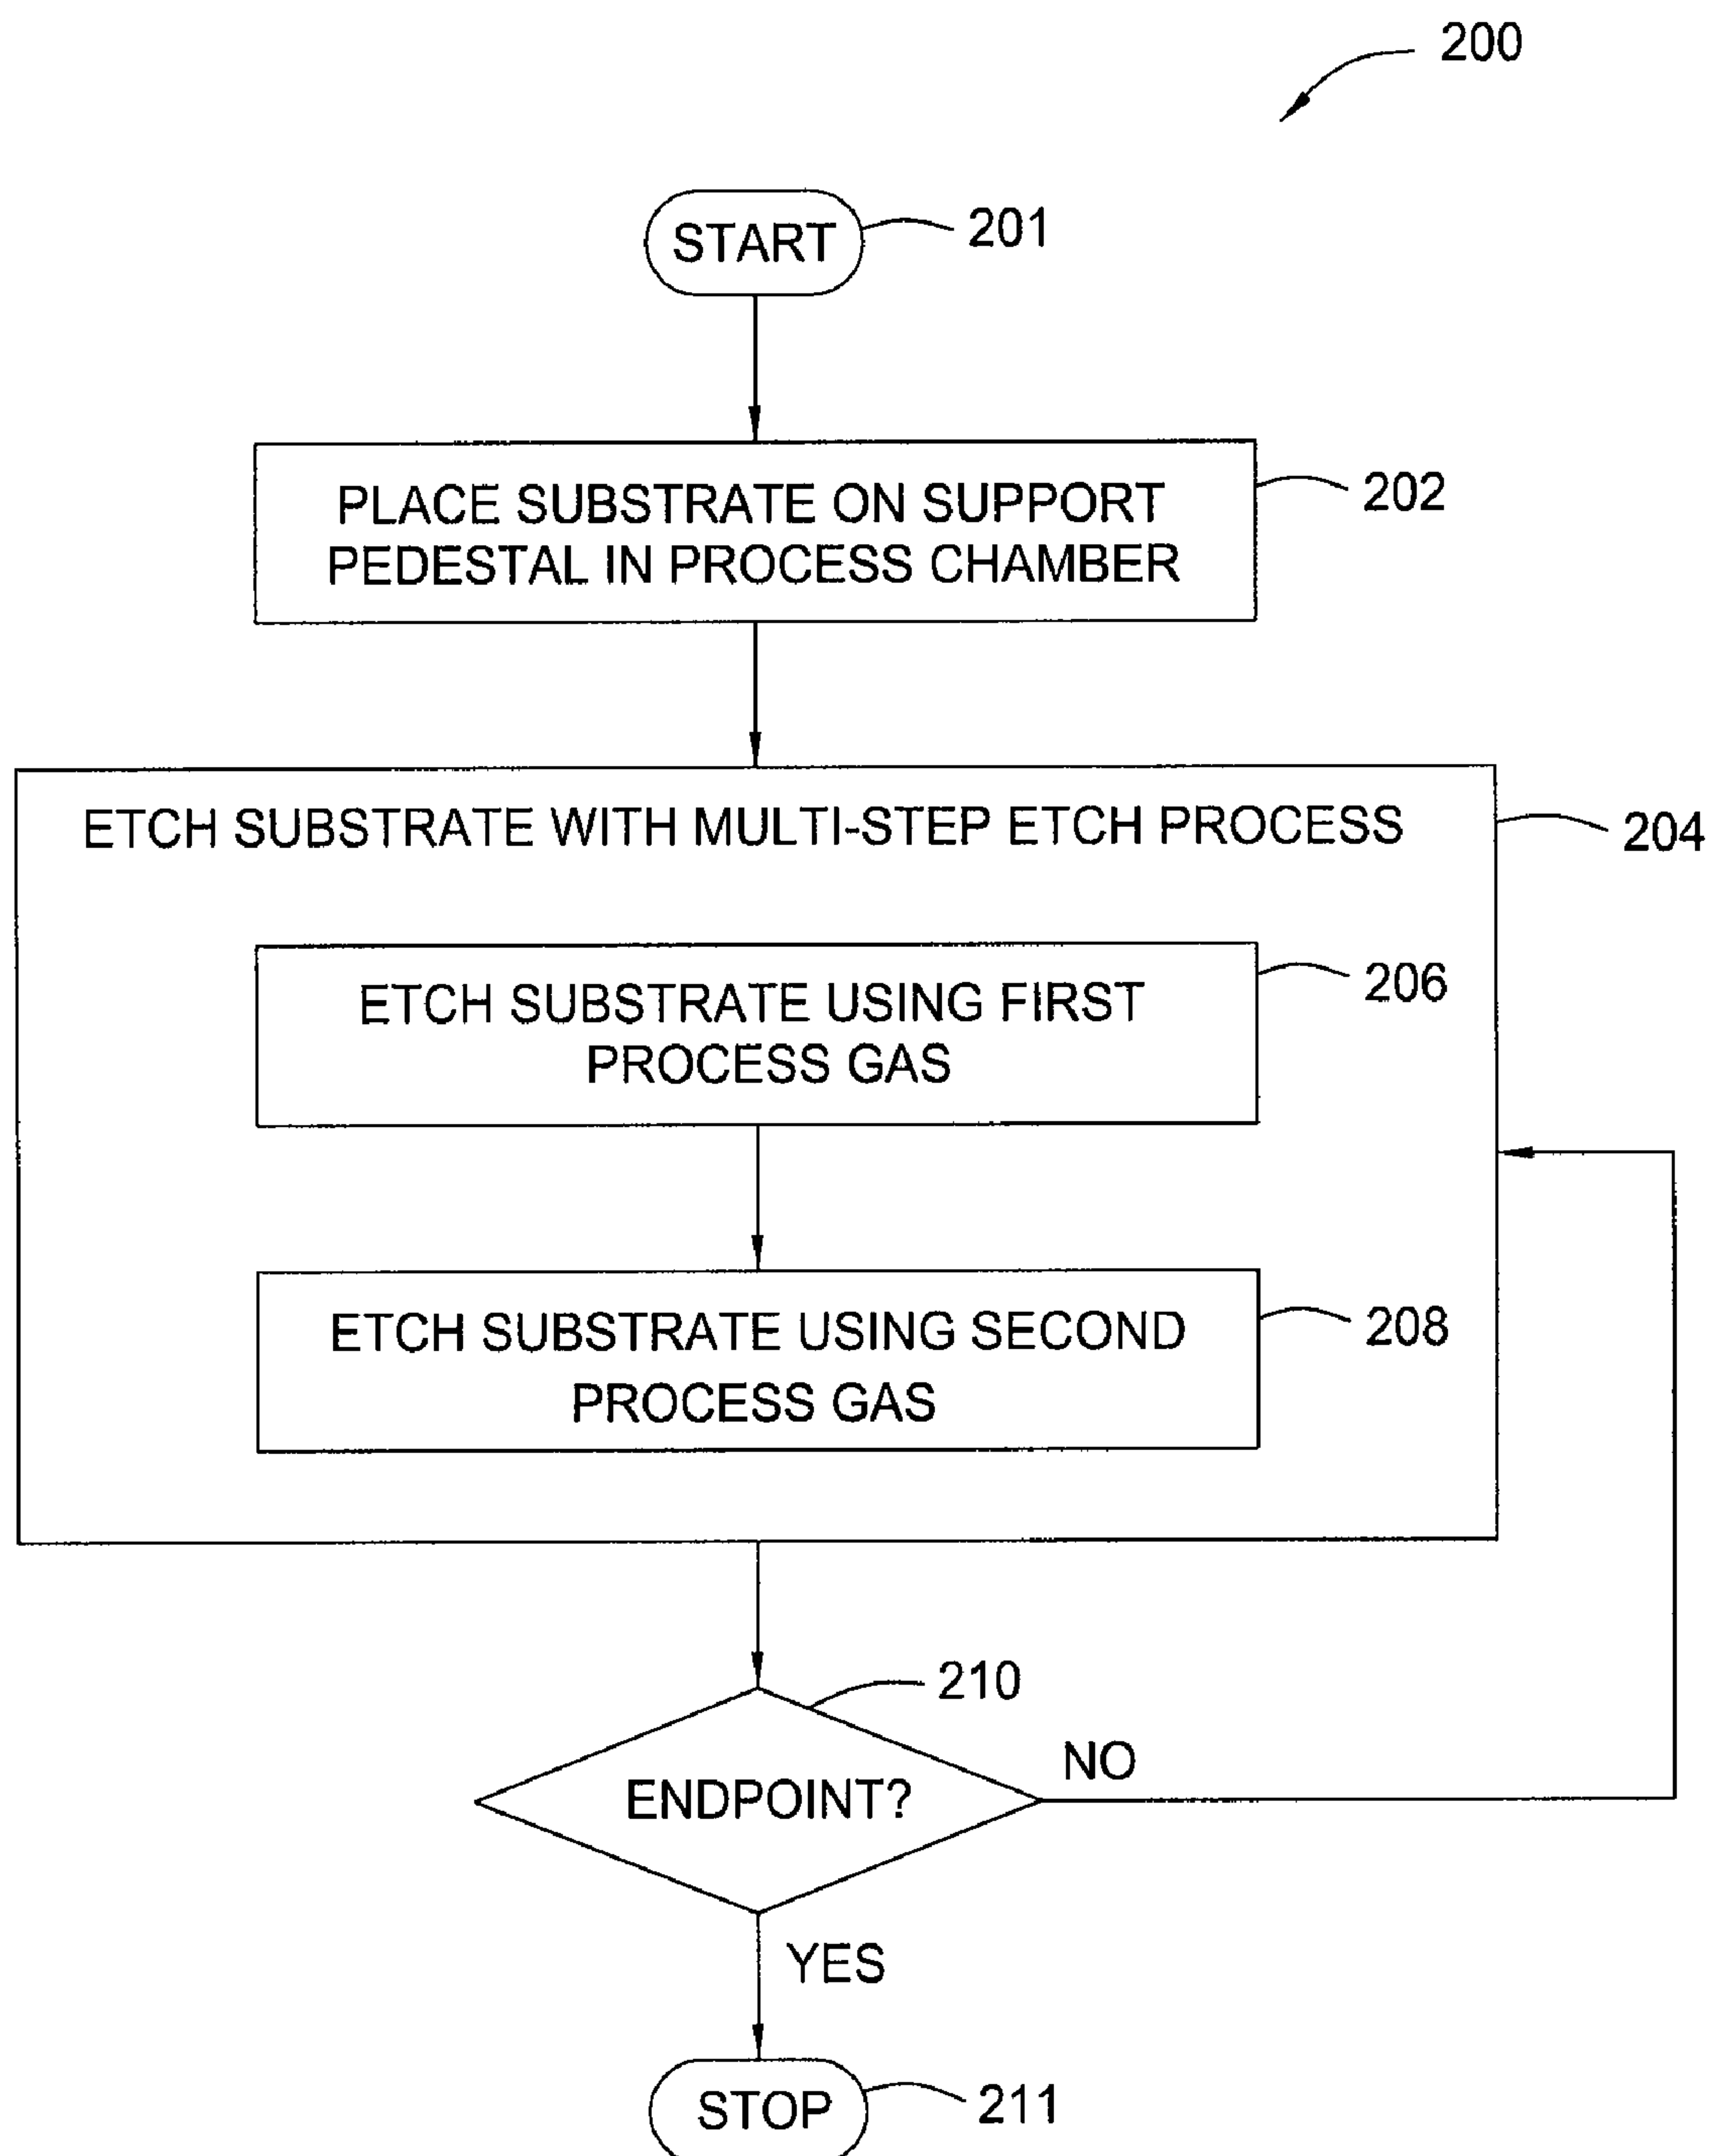 200
START
201
PLACE SUBSTRATE ON SUPPORT
PEDESTAL IN PROCESS CHAMBER
202
ETCH SUBSTRATE WITH MULTI-STEP ETCH PROCESS
204
ETCH SUBSTRATE USING FIRST
PROCESS GAS
206
ETCH SUBSTRATE USING SECOND
PROCESS GAS
208
210
ENDPOINT?
NO
YES
STOP
211